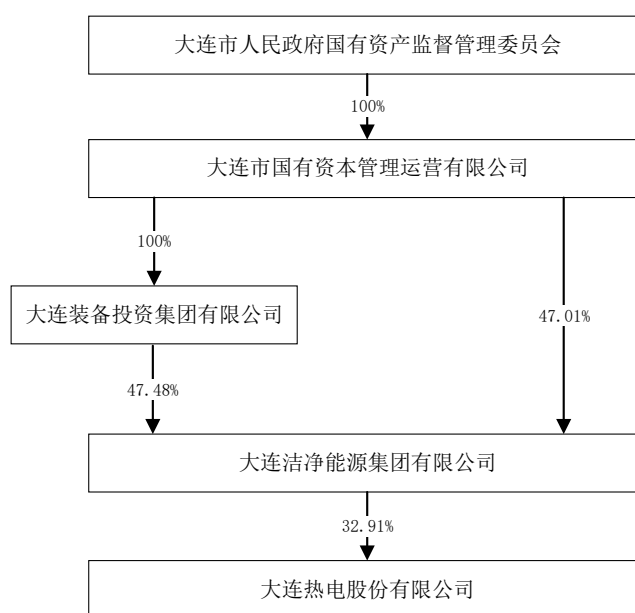 大连市人民政府国有资产监督管理委员会
100%
大连市国有资本管理运营有限公司
100%
大连装备投资集团有限公司
47.01%
47.48%
大连洁净能源集团有限公司
32.91%
大连热电股份有限公司